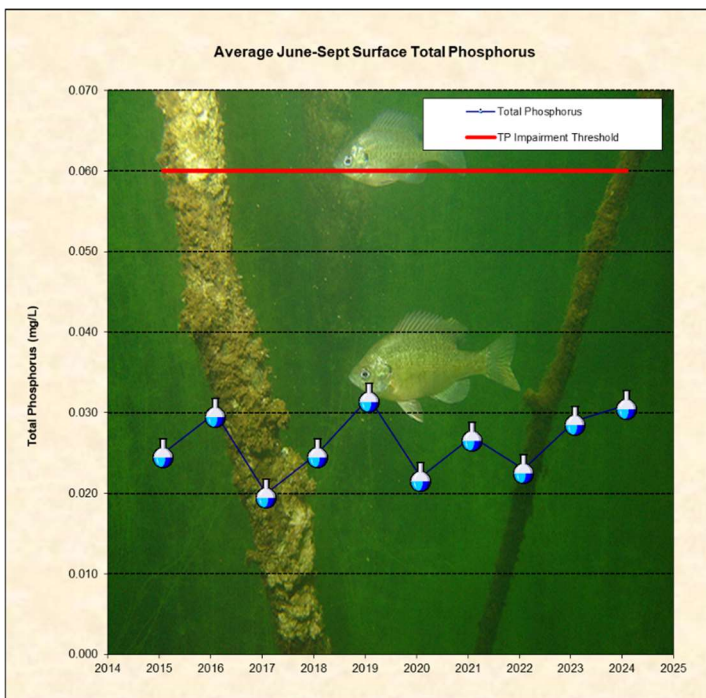 Average June-Sept Surface Total Phosphorus
Total Phosphorus
TP Impairment Threshold
Total Phosphorus (mg/L)
0.070
0.060
0.050
0.040
0.030
0.020
0.010
0.000
2014 2015 2016 2017 2018 2019 2020 2021 2022 2023 2024 2025